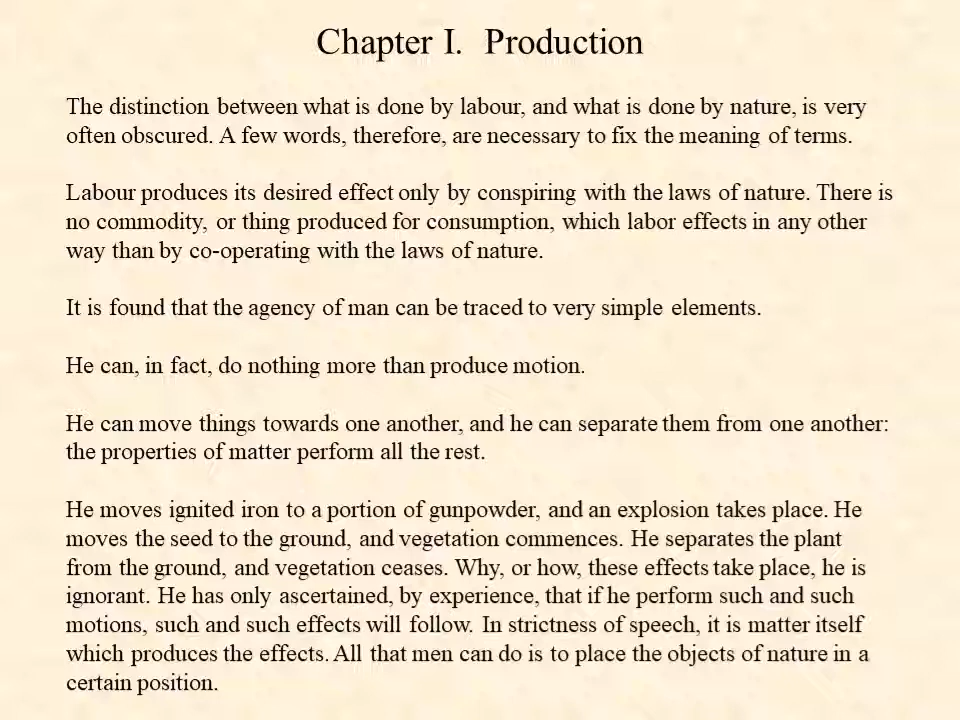 Chapter I.  Production
The distinction between what is done by labour, and what is done by nature, is very
often obscured. A few words, therefore, are necessary to fix the meaning of terms.
Labour produces its desired effect only by conspiring with the laws of nature. There is
no commodity, or thing produced for consumption, which labor effects in any other
way than by co-operating with the laws of nature.
It is found that the agency of man can be traced to very simple elements.
He can, in fact, do nothing more than produce motion.
He can move things towards one another, and he can separate them from one another:
the properties of matter perform all the rest.
He moves ignited iron to a portion of gunpowder, and an explosion takes place. He
moves the seed to the ground, and vegetation commences. He separates the plant
from the ground, and vegetation ceases. Why, or how, these effects take place, he is
ignorant. He has only ascertained, by experience, that if he perform such and such
motions, such and such effects will follow. In strictness of speech, it is matter itself
which produces the effects. All that men can do is to place the objects of nature in a
certain position.